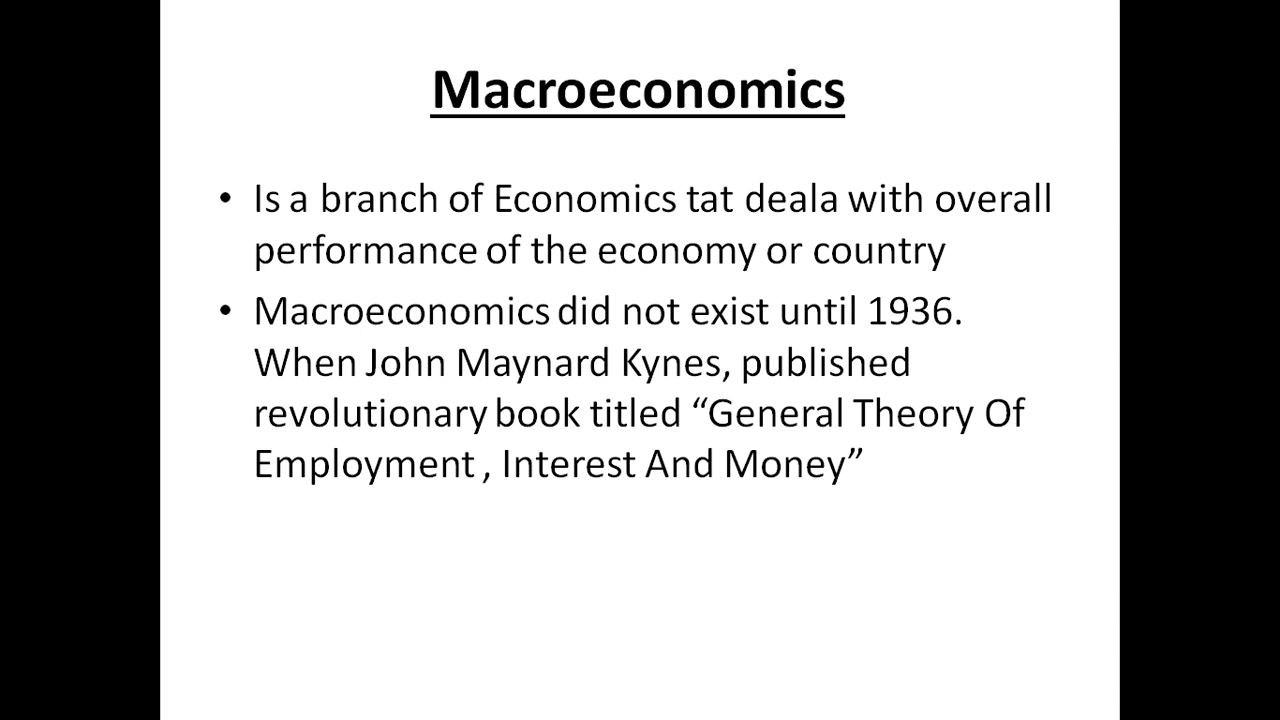 Macroeconomics
• Is a branch of Economics tat deala with overall
performance of the economy or country
• Macroeconomics did not exist until 1936.
When John Maynard Kynes, published
revolutionary book titled “General Theory Of
Employment , Interest And Money”